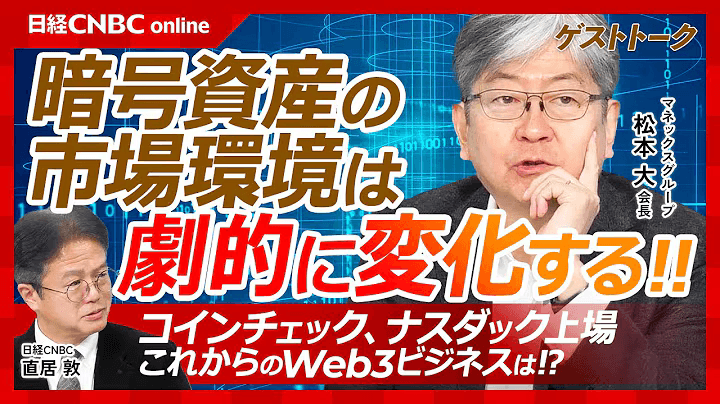 日経CNBC online
ゲストトーク
暗号資産の
市場環境は
劇的に変化する!!
マネックスグループ
松本 大 会長
コインチェック、ナスダック上場
これからのWeb3ビジネスは!?
日経CNBC
直居 敦